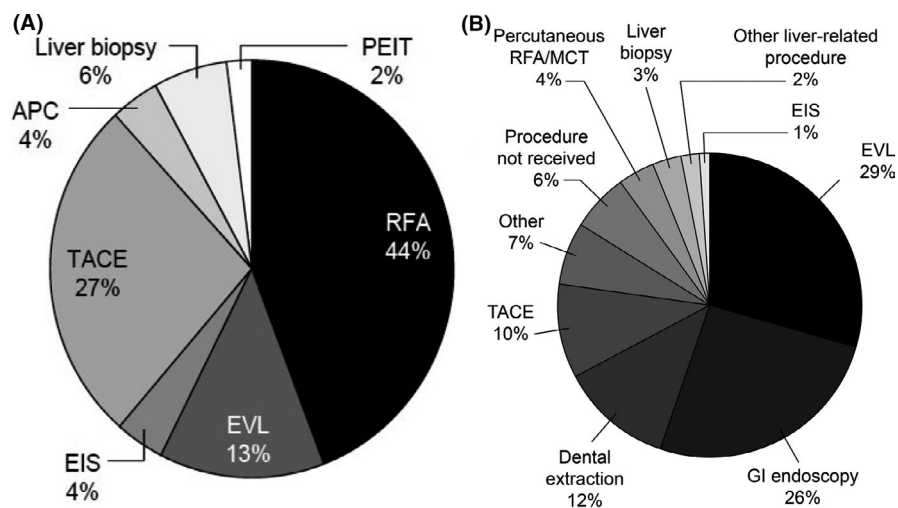 (A)
Liver biopsy
6%
PEIT
2%
APC
4%
RFA
44%
TACE
27%
EVL
13%
EIS
4%
(B)
Percutaneous
RFA/MCT
4%
Liver
biopsy
3%
Other liver-related
procedure
2%
EIS
1%
EVL
29%
Procedure
not received
6%
Other
7%
TACE
10%
Dental
extraction
12%
GI endoscopy
26%